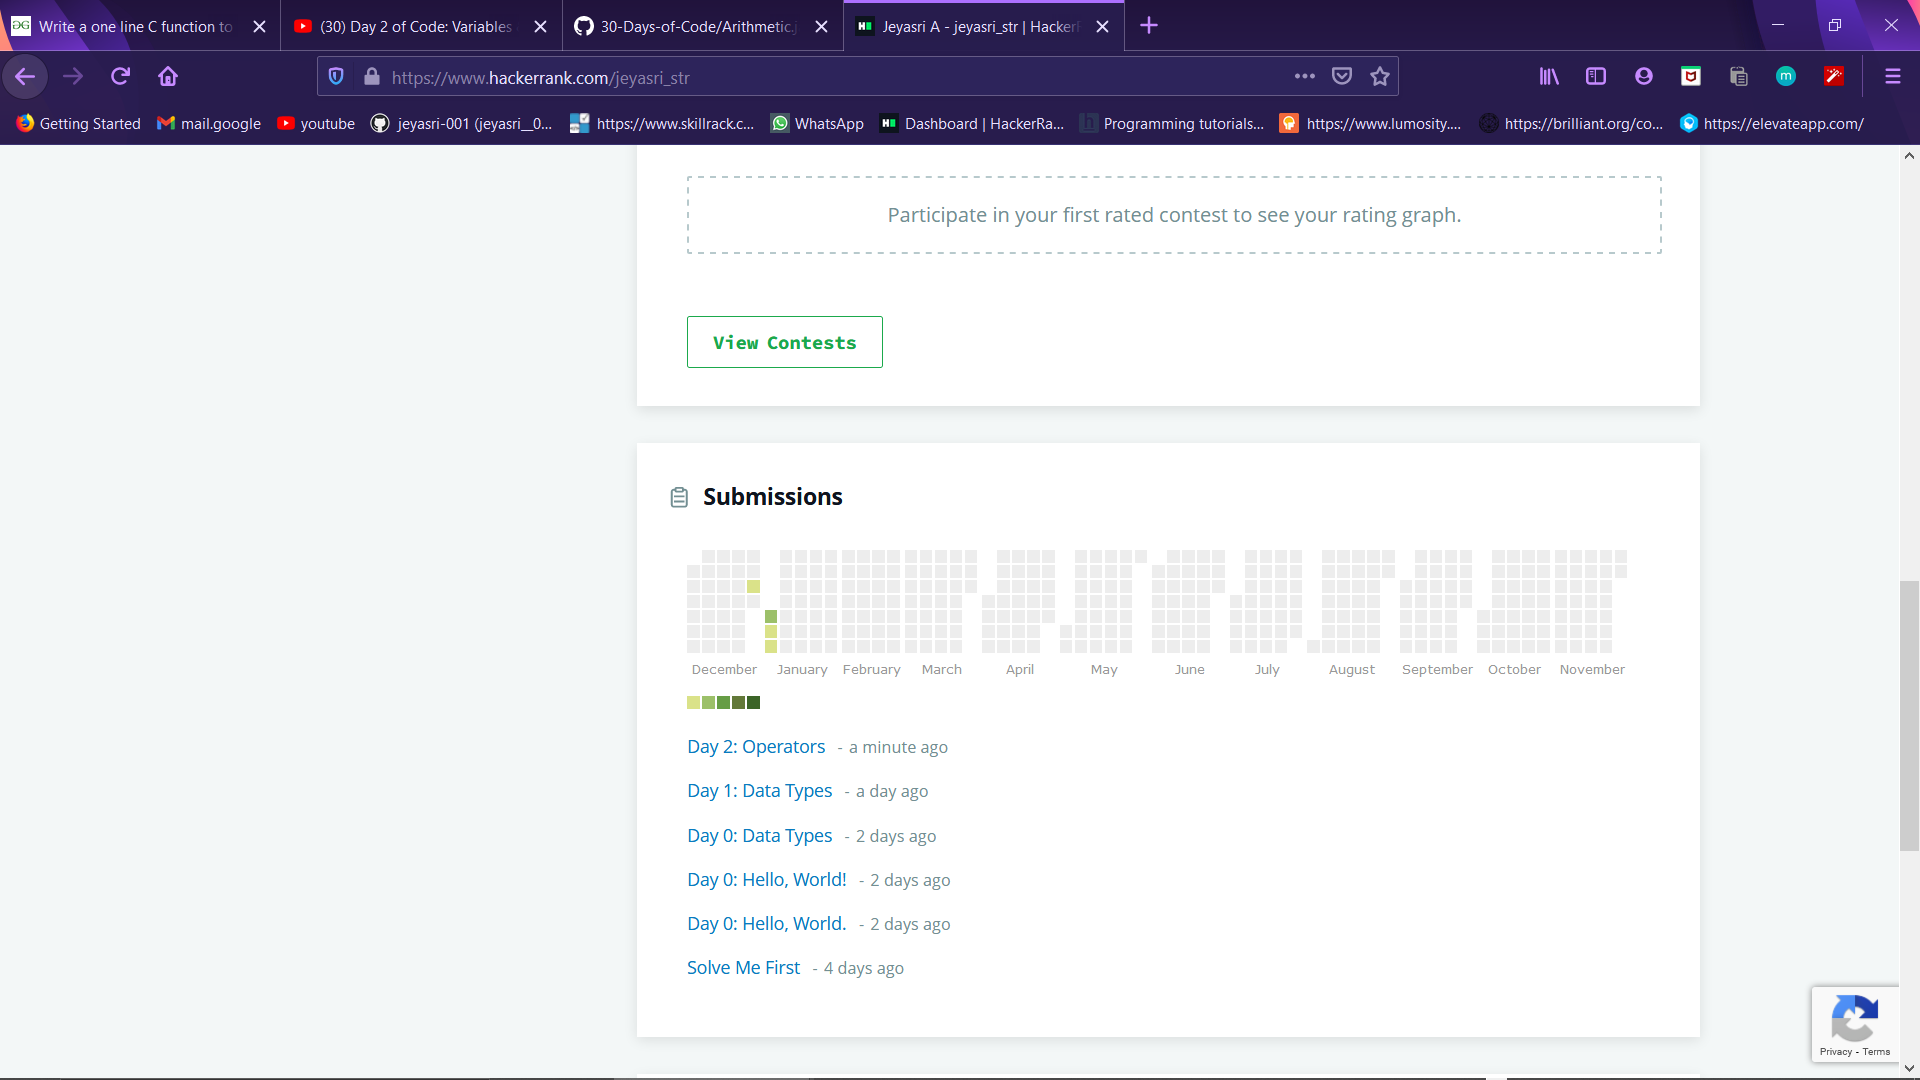 Write a one line C function to
(30) Day 2 of Code: Variables
30-Days-of-Code/Arithmetic.j
Jeyasri A - jeyasri_str | Hacker
https://www.hackerrank.com/jeyasri_str
Getting Started
mail.google
youtube
jeyasri-001 (jeyasri__0...
https://www.skillrack.c...
WhatsApp
Dashboard | HackerRa...
Programming tutorials...
https://www.lumosity....
https://brilliant.org/co...
https://elevateapp.com/
Participate in your first rated contest to see your rating graph.
View Contests
Submissions
December January February March April May June July August September October November
Day 2: Operators - a minute ago
Day 1: Data Types - a day ago
Day 0: Data Types - 2 days ago
Day 0: Hello, World! - 2 days ago
Day 0: Hello, World. - 2 days ago
Solve Me First - 4 days ago
Privacy - Terms